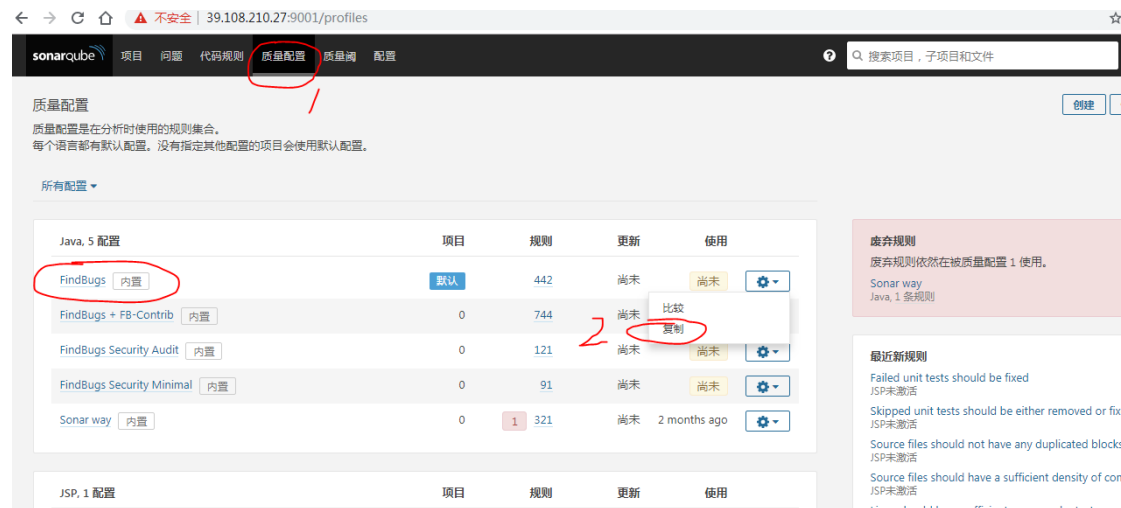 不安全 39.108.210.27:9001/profiles
sonarqube 项目 问题 代码规则 质量配置 质量阈 配置 ? 搜索项目，子项目和文件
1
质量配置 创建
质量配置是在分析时使用的规则集合。
每个语言都有默认配置。没有指定其他配置的项目会使用默认配置。
所有配置
Java, 5 配置 项目 规则 更新 使用
FindBugs 内置 默认 442 尚未 尚未
比较
复制
2
FindBugs + FB-Contrib 内置 0 744 尚未
FindBugs Security Audit 内置 0 121 尚未 尚未
FindBugs Security Minimal 内置 0 91 尚未 尚未
Sonar way 内置 0 1 321 尚未 2 months ago
JSP, 1 配置 项目 规则 更新 使用
废弃规则
废弃规则依然在被质量配置 1 使用。
Sonar way
Java, 1 条规则
最近新规则
Failed unit tests should be fixed
JSP未激活
Skipped unit tests should be either removed or fix
JSP未激活
Source files should not have any duplicated blocks
JSP未激活
Source files should have a sufficient density of con
JSP未激活